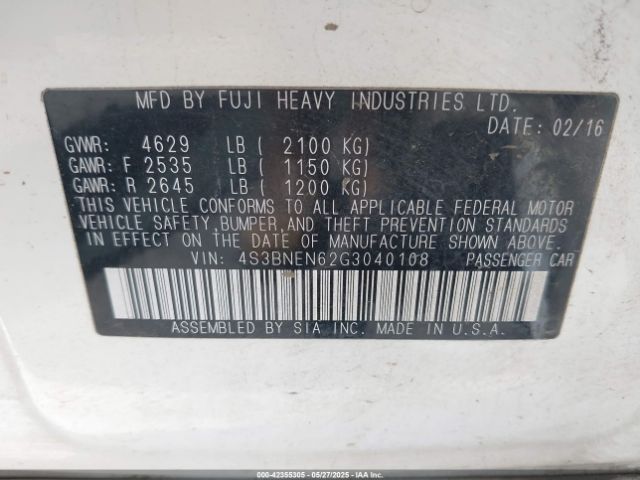 MFD BY FUJI HEAVY INDUSTRIES LTD.
DATE: 02/16
GVWR: 4629 LB ( 2100 KG)
GAWR: F 2535 LB ( 1150 KG)
GAWR: R 2645 LB ( 1200 KG)
THIS VEHICLE CONFORMS TO ALL APPLICABLE FEDERAL MOTOR
VEHICLE SAFETY, BUMPER, AND THEFT PREVENTION STANDARDS
IN EFFECT ON THE DATE OF MANUFACTURE SHOWN ABOVE.
VIN: 4S3BNEN62G3040108 PASSENGER CAR
ASSEMBLED BY SIA INC. MADE IN U.S.A.
000-42355305 - 05/27/2025 - IAA Inc.